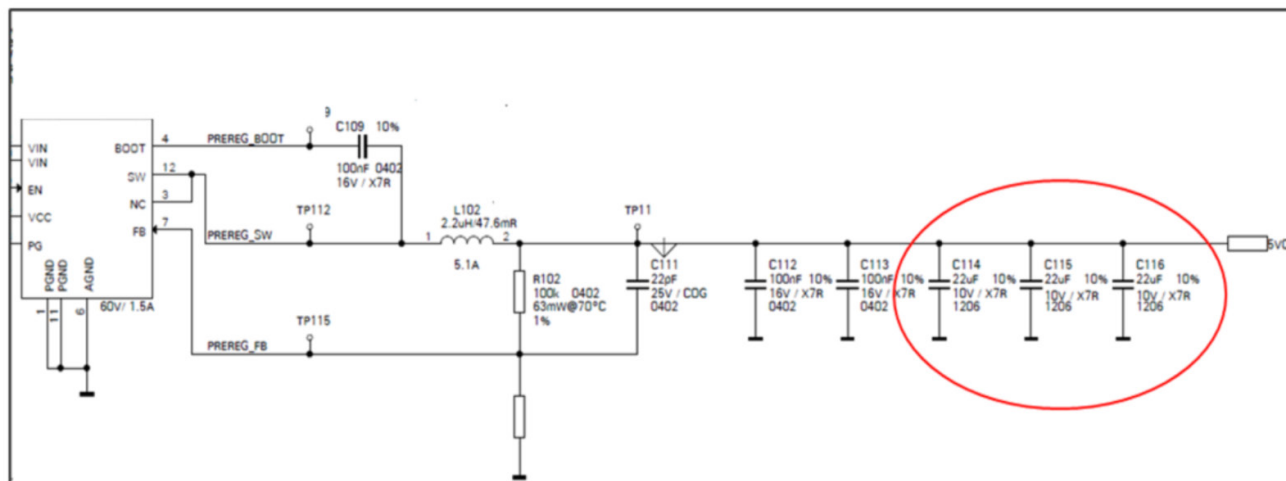 9
C109 10%
100nF 0402
16V / X7R
VIN
VIN
EN
VCC
PG
BOOT
SW
NC
FB
PGND
PGND
AGND
4
12
3
7
1
11
6
60V/ 1.5A
PREREG_BOOT
TP112
PREREG_SW
L102
2.2uH/47.6mR
1
2
5.1A
TP11
R102
100k 0402
63mW@70°C
1%
C111
22pF
25V / COG
0402
TP115
PREREG_FB
C112
100nF 10%
16V / X7R
0402
C113
100nF 10%
16V / X7R
0402
C114
22uF 10%
10V / X7R
1206
C115
22uF 10%
10V / X7R
1206
C116
22uF 10%
10V / X7R
1206